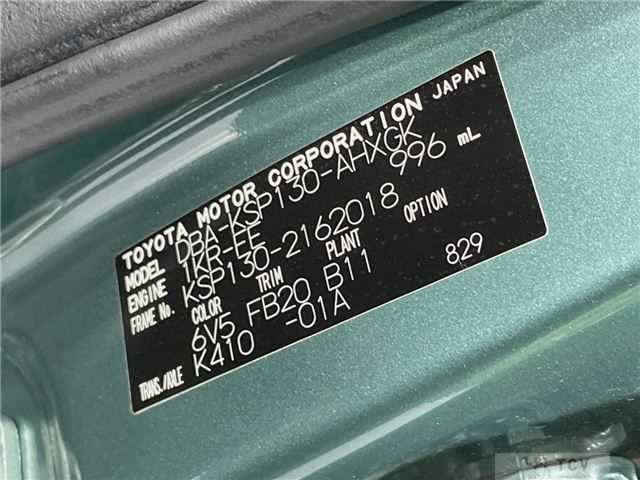 TOYOTA MOTOR CORPORATION JAPAN
MODEL DBA-KSP130-AHXGK
ENGINE 1KR-FE 996 mL
FRAME No. KSP130-2162018
COLOR TRIM PLANT OPTION
6V5 FB20 B11 829
TRANS./AXLE K410 -01A
TCV